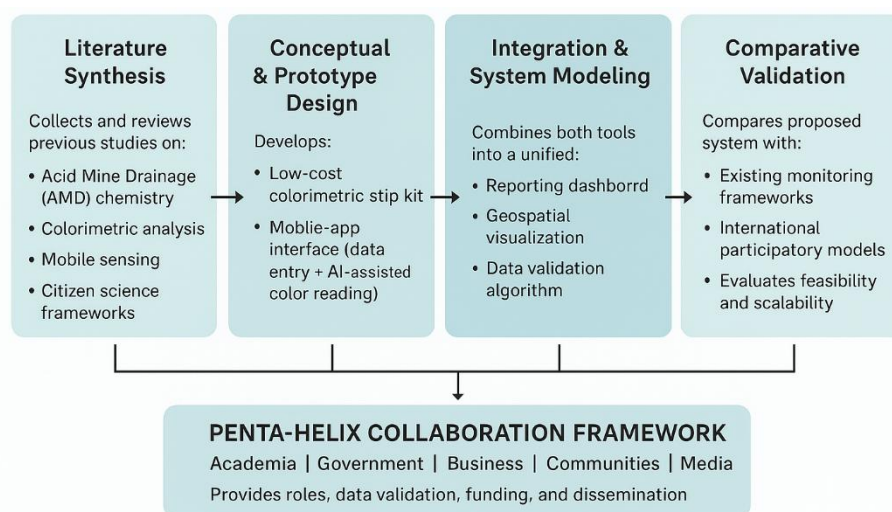 Literature
Synthesis
Collects and reviews
previous studies on:
• Acid Mine Drainage
(AMD) chemistry
• Colorimetric analysis
• Mobile sensing
• Citizen science
frameworks
Conceptual
& Prototype
Design
Develops:
• Low-cost
colorimetric stip kit
• Moblie-app
interface (data
entry + AI-assisted
color reading)
Integration &
System Modeling
Combines both tools
into a unified:
• Reporting dashborrd
• Geospatial
visualization
• Data validation
algorithm
Comparative
Validation
Compares proposed
system with:
• Existing monitoring
frameworks
• International
participatory models
• Evaluates feasibility
and scalability
PENTA-HELIX COLLABORATION FRAMEWORK
Academia | Government | Business | Communities | Media
Provides roles, data validation, funding, and dissemination